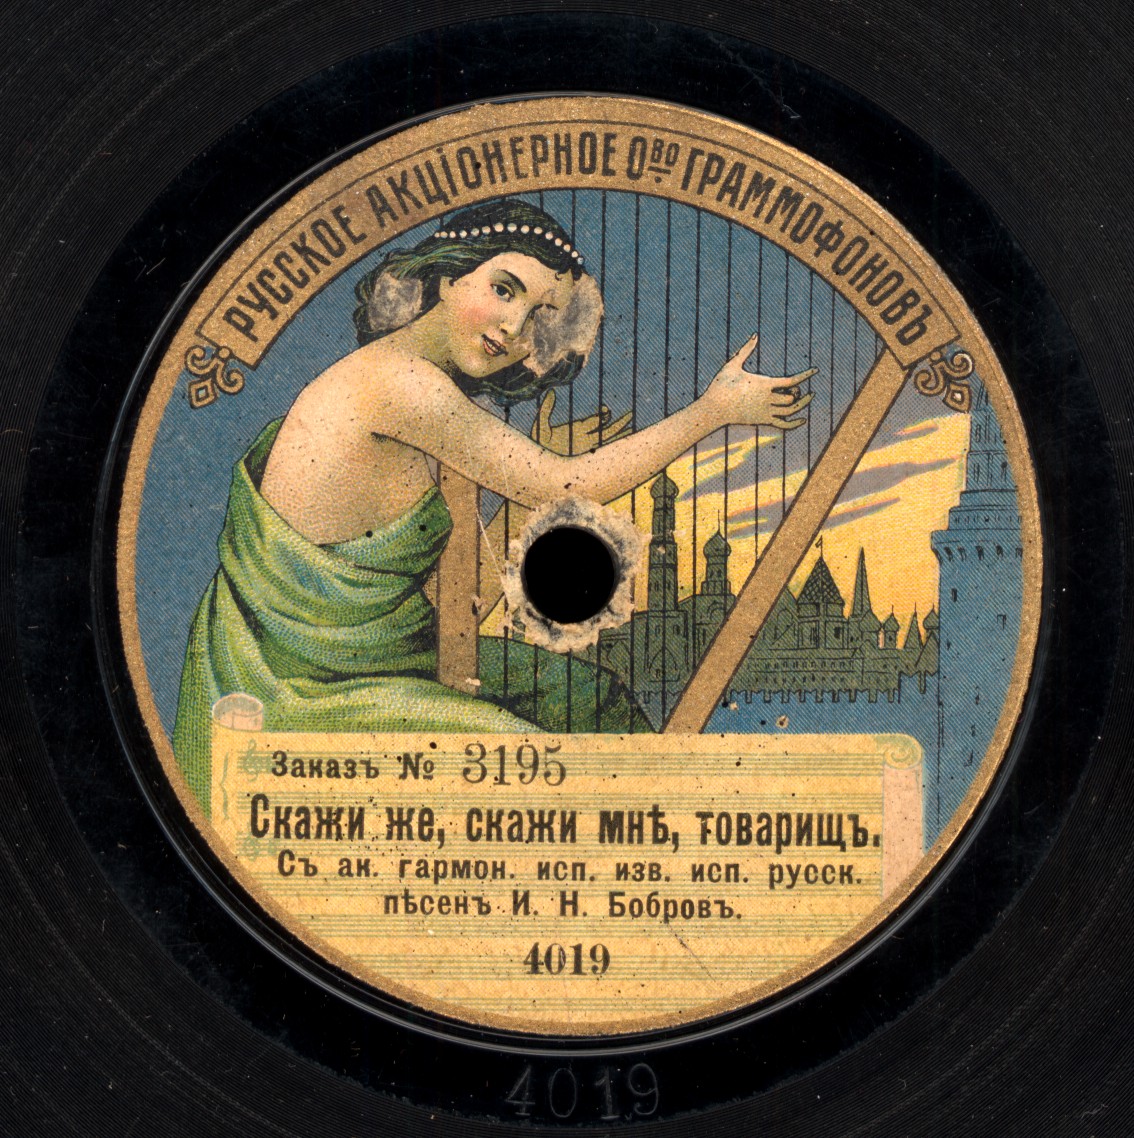 РУССКОЕ АКЦІОНЕРНОЕ О_ВО ГРАММОФОНОВЪ
Заказъ № 3195
Скажи же, скажи мнѣ, товарищъ.
Съ ак. гармон. исп. изв. исп. русск.
пѣсенъ И. Н. Бобровъ.
4019
4019